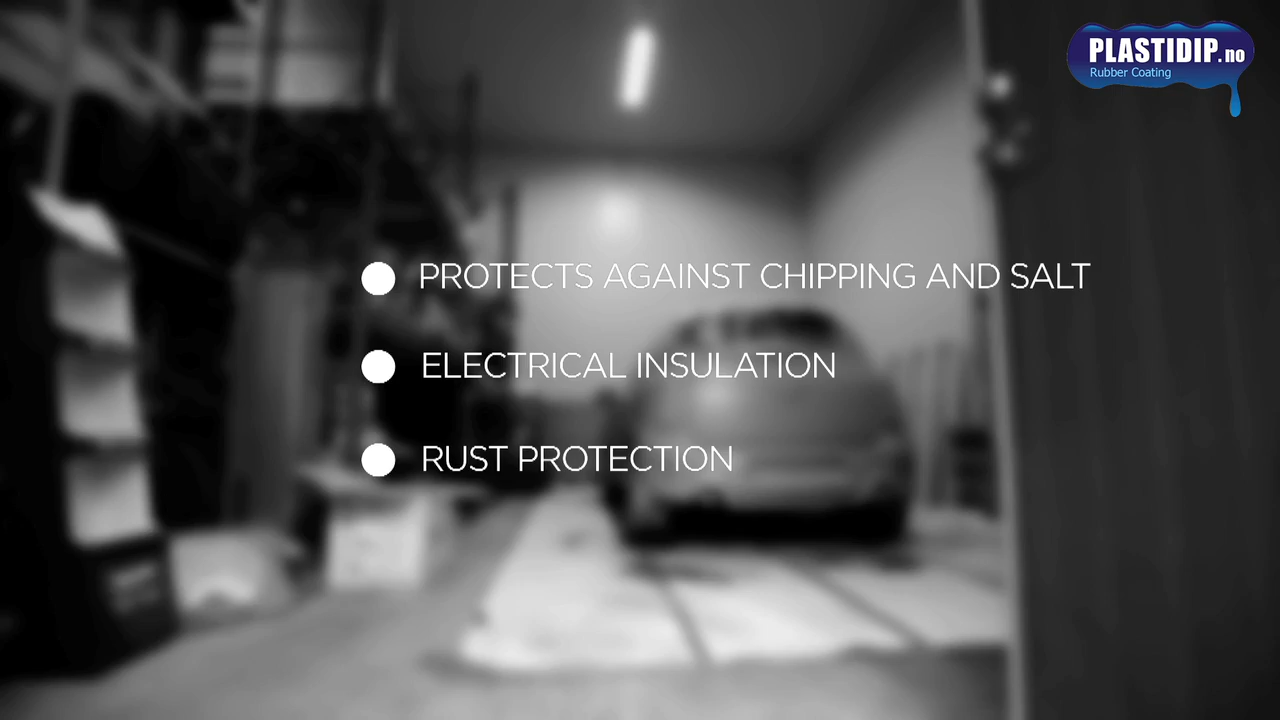 PLASTIDIP.no
Rubber Coating
PROTECTS AGAINST CHIPPING AND SALT
ELECTRICAL INSULATION
RUST PROTECTION